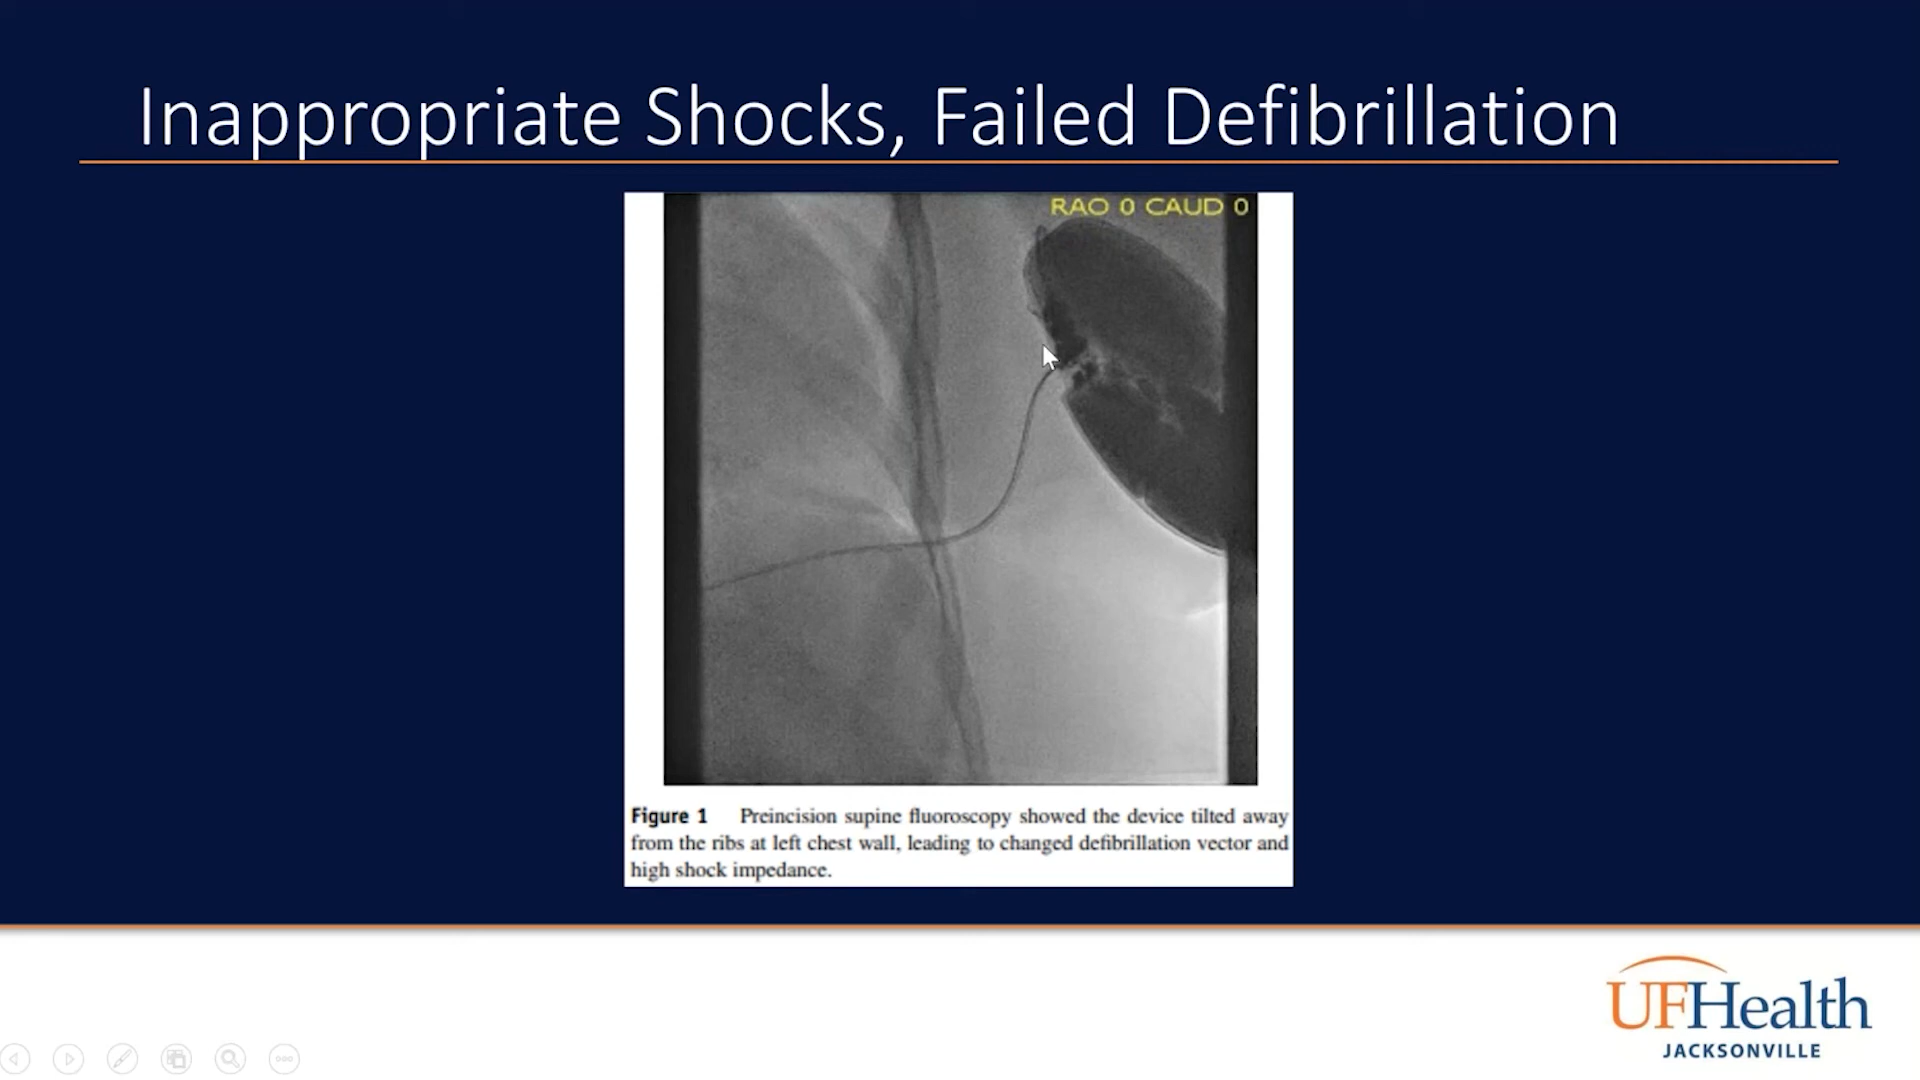 Inappropriate Shocks, Failed Defibrillation
RAO 0 CAUD 0
Figure 1 Preincision supine fluoroscopy showed the device tilted away
from the ribs at left chest wall, leading to changed defibrillation vector and
high shock impedance.
UFHealth
JACKSONVILLE